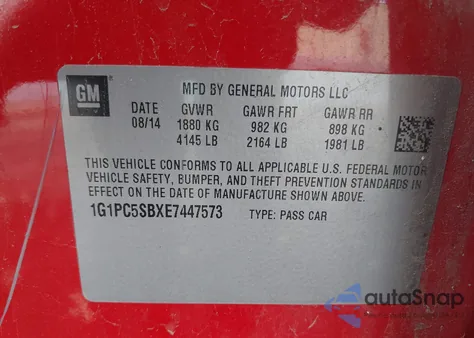 GM
MFD BY GENERAL MOTORS LLC
DATE GVWR GAWR FRT GAWR RR
08/14 1880 KG 982 KG 898 KG
4145 LB 2164 LB 1981 LB
THIS VEHICLE CONFORMS TO ALL APPLICABLE U.S. FEDERAL MOTOR
VEHICLE SAFETY, BUMPER, AND THEFT PREVENTION STANDARDS IN
EFFECT ON THE DATE OF MANUFACTURE SHOWN ABOVE.
1G1PC5SBXE7447573 TYPE: PASS CAR
autoSnap